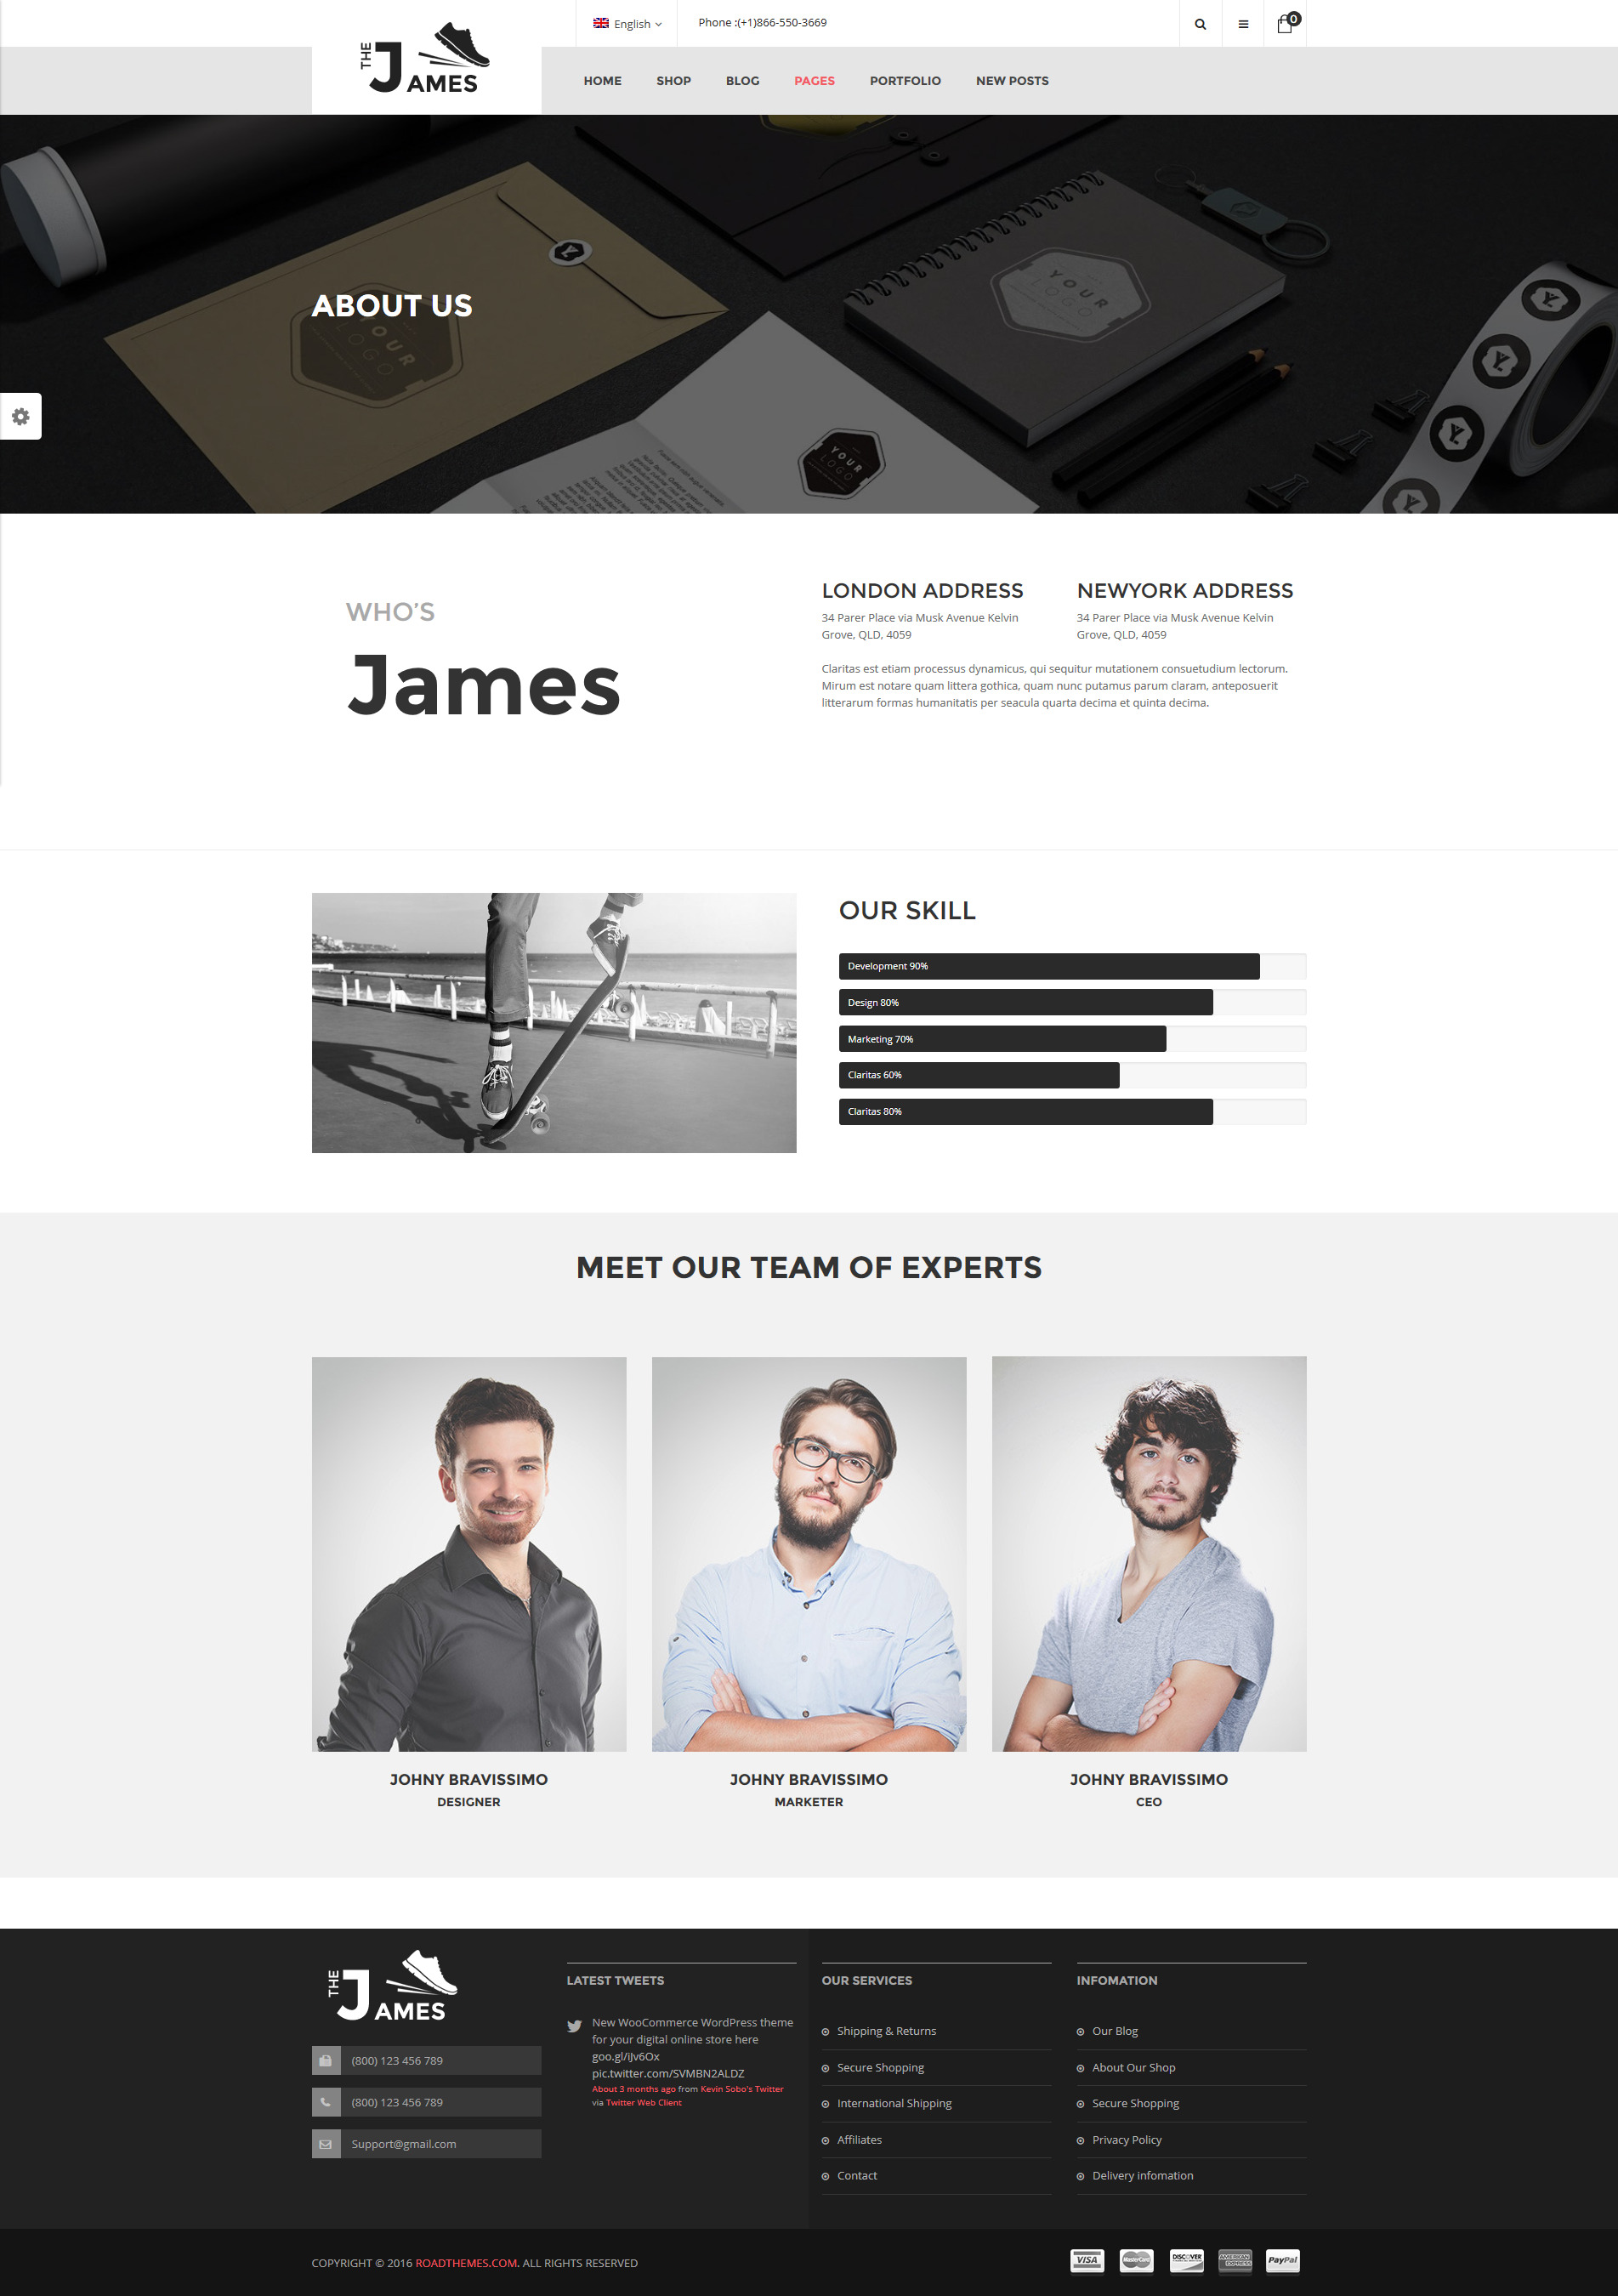 English
Phone :(+1)866-550-3669
0
THE JAMES
HOME SHOP BLOG PAGES PORTFOLIO NEW POSTS
ABOUT US
YOUR
LOGO
YOUR
LOGO
YOUR
LOGO
WHO'S
James
LONDON ADDRESS
34 Parer Place via Musk Avenue Kelvin
Grove, QLD, 4059
NEWYORK ADDRESS
34 Parer Place via Musk Avenue Kelvin
Grove, QLD, 4059
Claritas est etiam processus dynamicus, qui sequitur mutationem consuetudium lectorum.
Mirum est notare quam littera gothica, quam nunc putamus parum claram, anteposuerit
litterarum formas humanitatis per seacula quarta decima et quinta decima.
OUR SKILL
Development 90%
Design 80%
Marketing 70%
Claritas 60%
Claritas 80%
MEET OUR TEAM OF EXPERTS
JOHNY BRAVISSIMO
DESIGNER
JOHNY BRAVISSIMO
MARKETER
JOHNY BRAVISSIMO
CEO
THE JAMES
(800) 123 456 789
(800) 123 456 789
Support@gmail.com
LATEST TWEETS
New WooCommerce WordPress theme
for your digital online store here
goo.gl/iJv6Ox
pic.twitter.com/SVMBN2ALDZ
About 3 months ago from Kevin Sobo's Twitter
via Twitter Web Client
OUR SERVICES
Shipping & Returns
Secure Shopping
International Shipping
Affiliates
Contact
INFOMATION
Our Blog
About Our Shop
Secure Shopping
Privacy Policy
Delivery infomation
COPYRIGHT © 2016 ROADTHEMES.COM. ALL RIGHTS RESERVED
VISA MasterCard DISCOVER AMERICAN EXPRESS PayPal